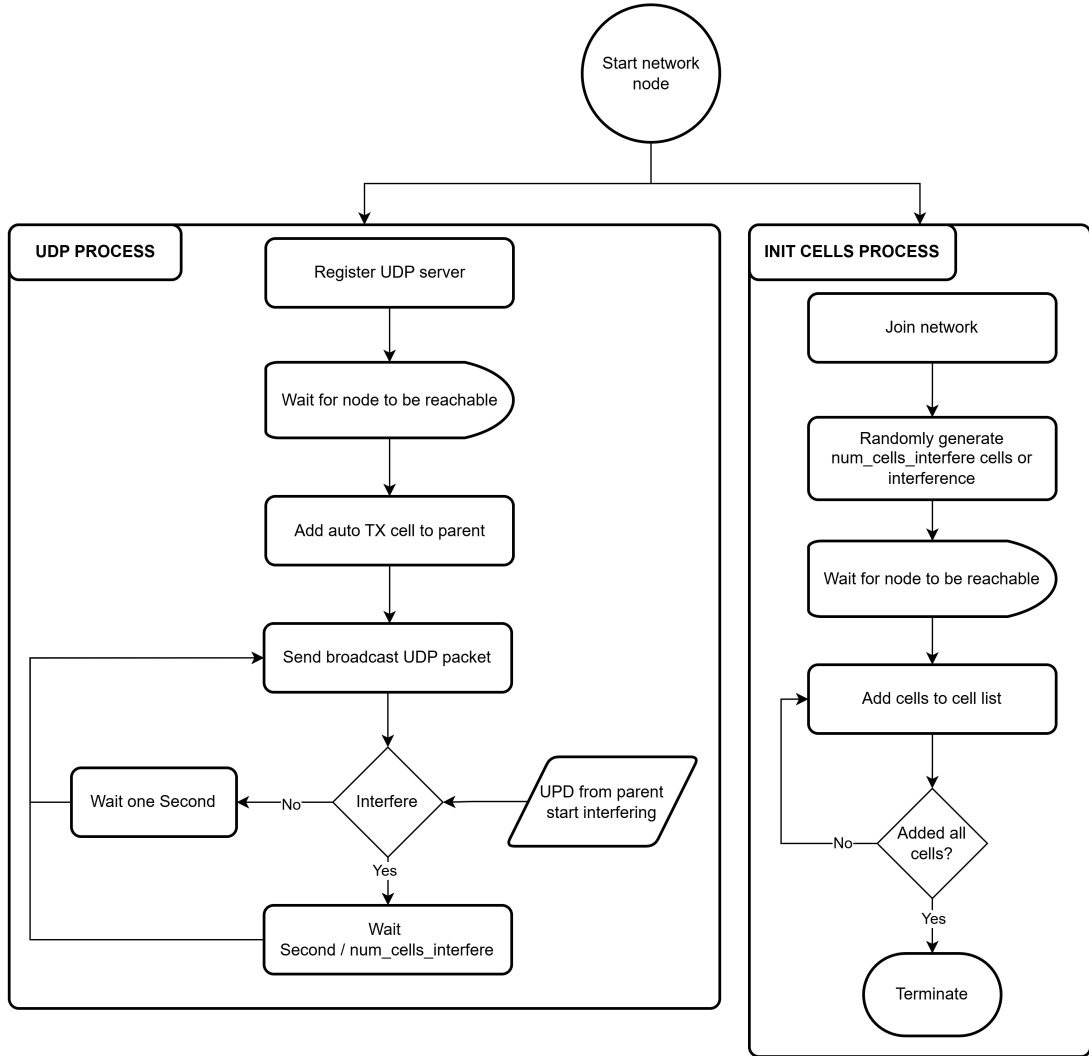 Start network
node
UDP PROCESS
Register UDP server
Wait for node to be reachable
Add auto TX cell to parent
Send broadcast UDP packet
Interfere
UPD from parent
start interfering
No
Wait one Second
Yes
Wait
Second / num_cells_interfere
INIT CELLS PROCESS
Join network
Randomly generate
num_cells_interfere cells or
interference
Wait for node to be reachable
Add cells to cell list
Added all
cells?
No
Yes
Terminate